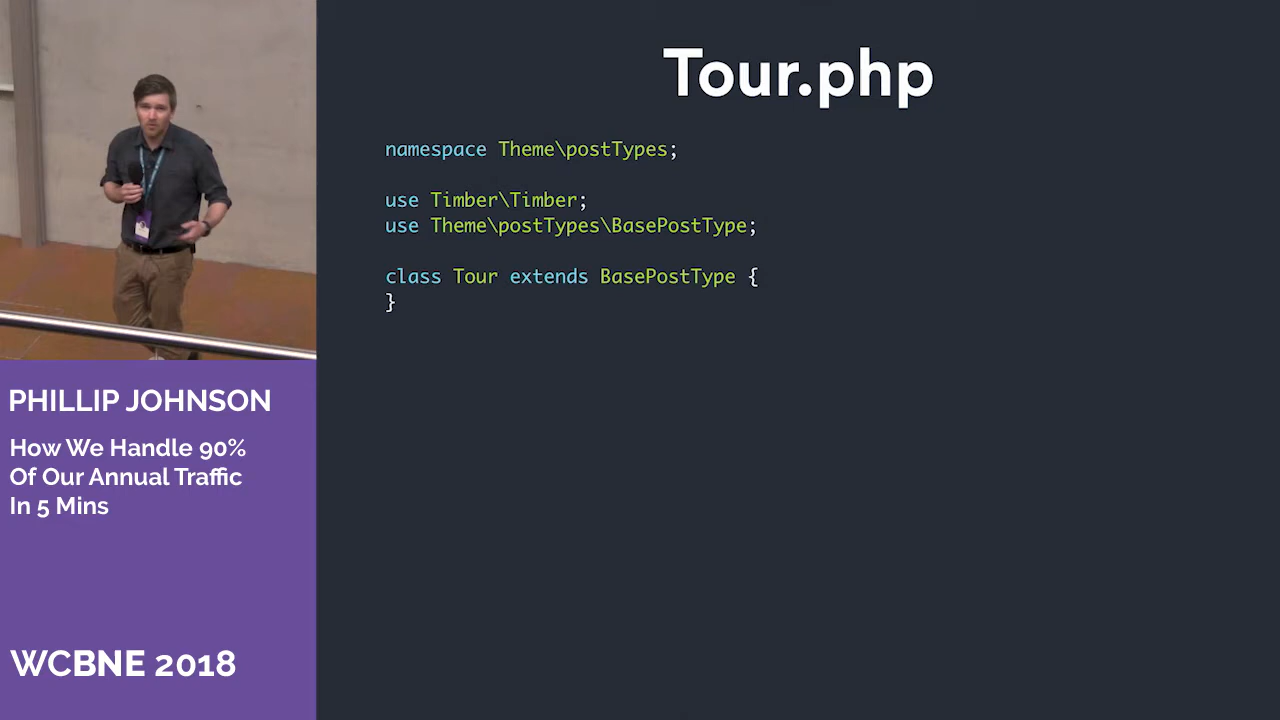 Tour.php
namespace Theme\postTypes;
use Timber\Timber;
use Theme\postTypes\BasePostType;
class Tour extends BasePostType {
}
PHILLIP JOHNSON
How We Handle 90%
Of Our Annual Traffic
In 5 Mins
WCBNE 2018